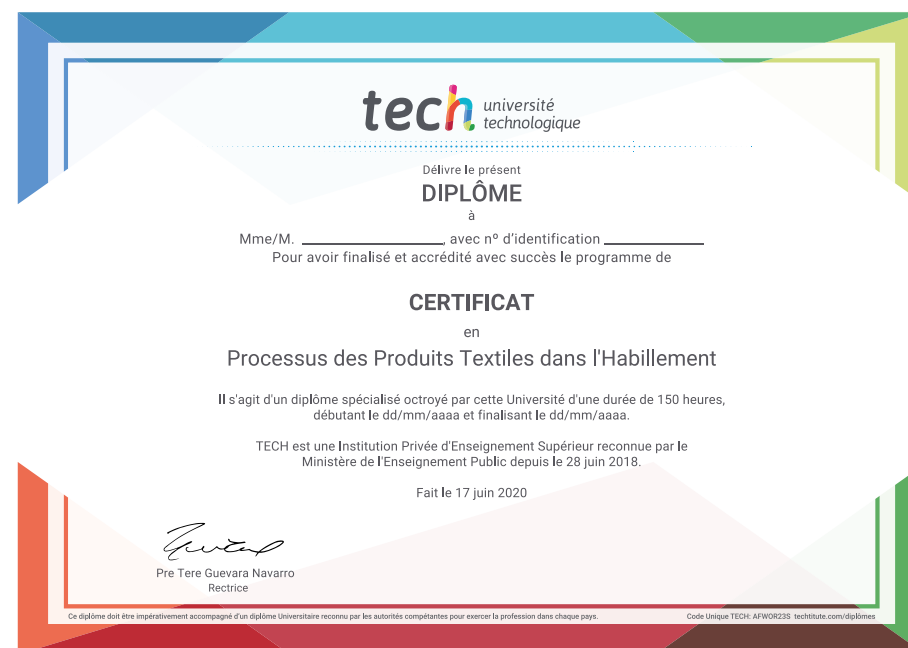 tech université
technologique
Délivre le présent
DIPLÔME
à
Mme/M. ____________________, avec nº d'identification ______________
Pour avoir finalisé et accrédité avec succès le programme de
CERTIFICAT
en
Processus des Produits Textiles dans l'Habillement
Il s'agit d'un diplôme spécialisé octroyé par cette Université d'une durée de 150 heures,
débutant le dd/mm/aaaa et finalisant le dd/mm/aaaa.
TECH est une Institution Privée d'Enseignement Supérieur reconnue par le
Ministère de l'Enseignement Public depuis le 28 juin 2018.
Fait le 17 juin 2020
Pre Tere Guevara Navarro
Rectrice
Ce diplôme doit être impérativement accompagné d'un diplôme Universitaire reconnu par les autorités compétantes pour exercer la profession dans chaque pays.
Code Unique TECH: AFWOR23S techtitute.com/diplômes